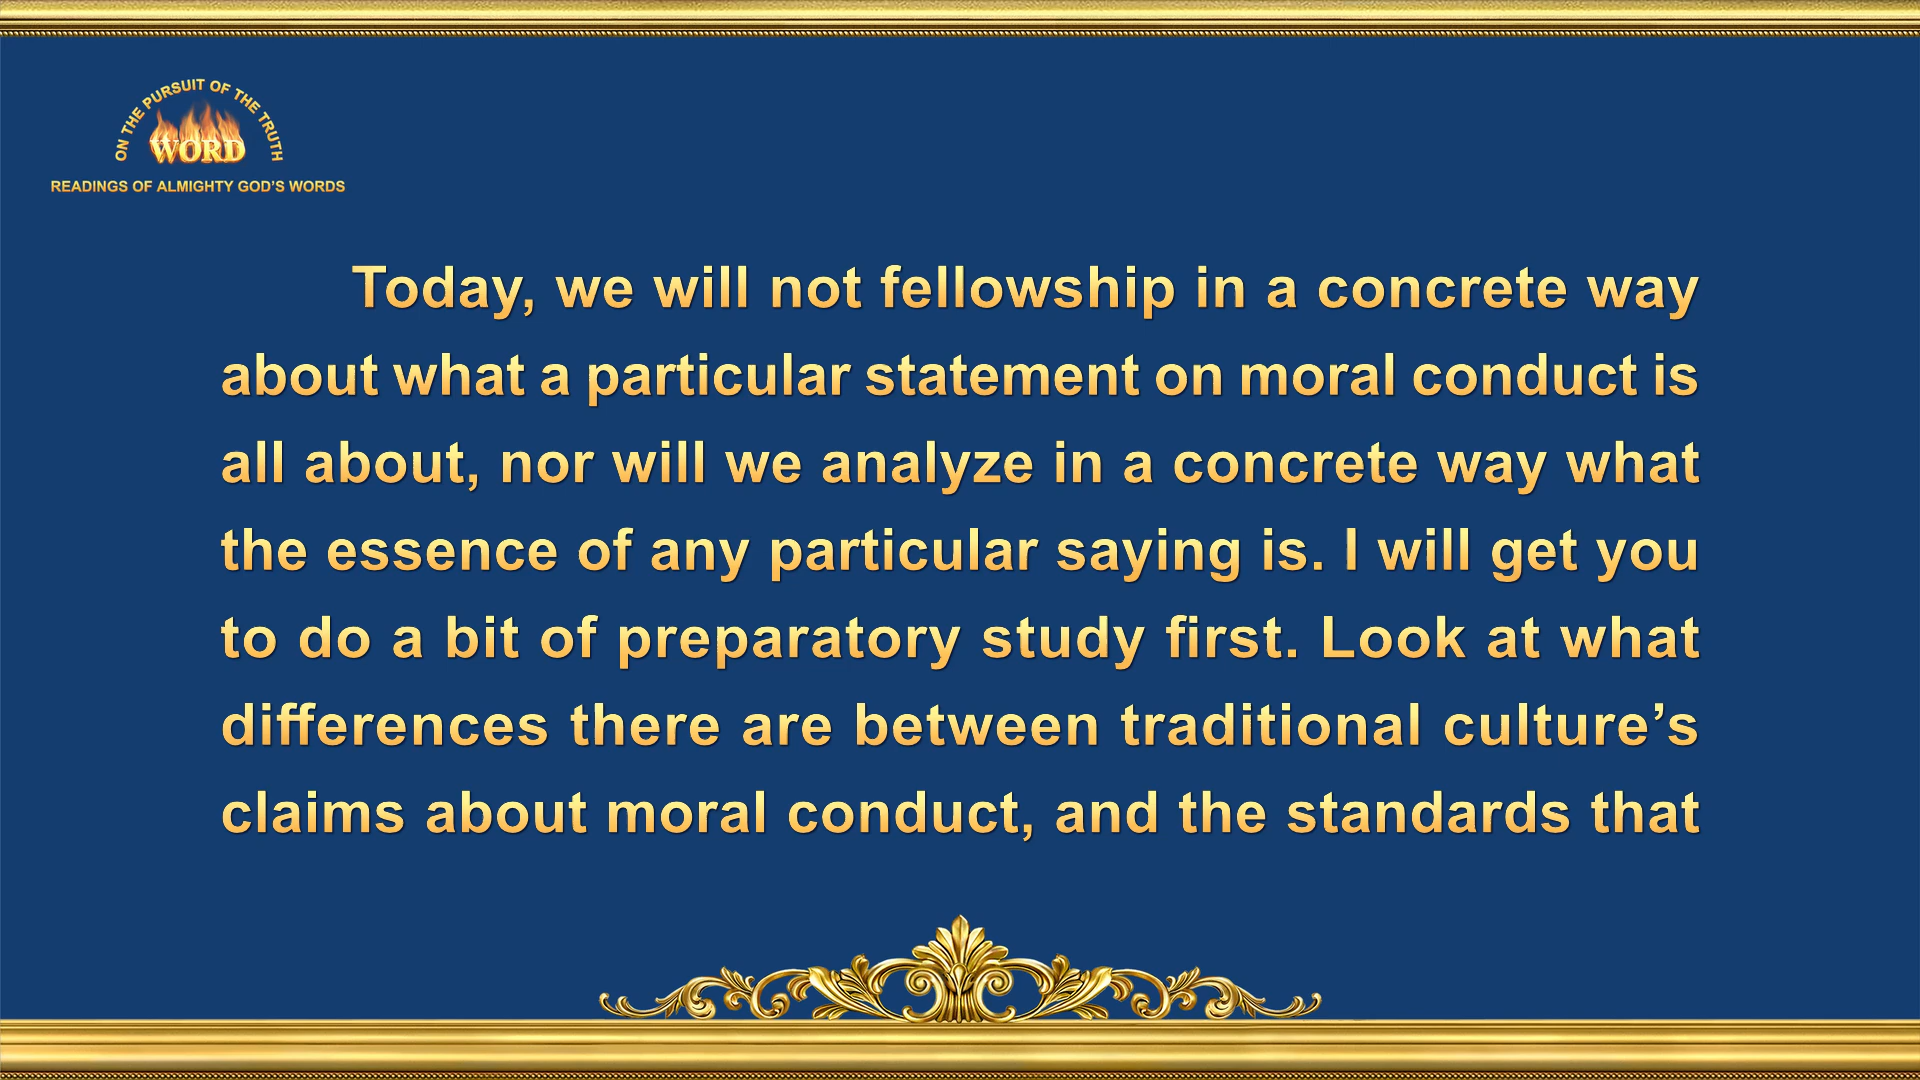 ON THE PURSUIT OF THE TRUTH
WORD
READINGS OF ALMIGHTY GOD’S WORDS
Today, we will not fellowship in a concrete way
about what a particular statement on moral conduct is
all about, nor will we analyze in a concrete way what
the essence of any particular saying is. I will get you
to do a bit of preparatory study first. Look at what
differences there are between traditional culture’s
claims about moral conduct, and the standards that